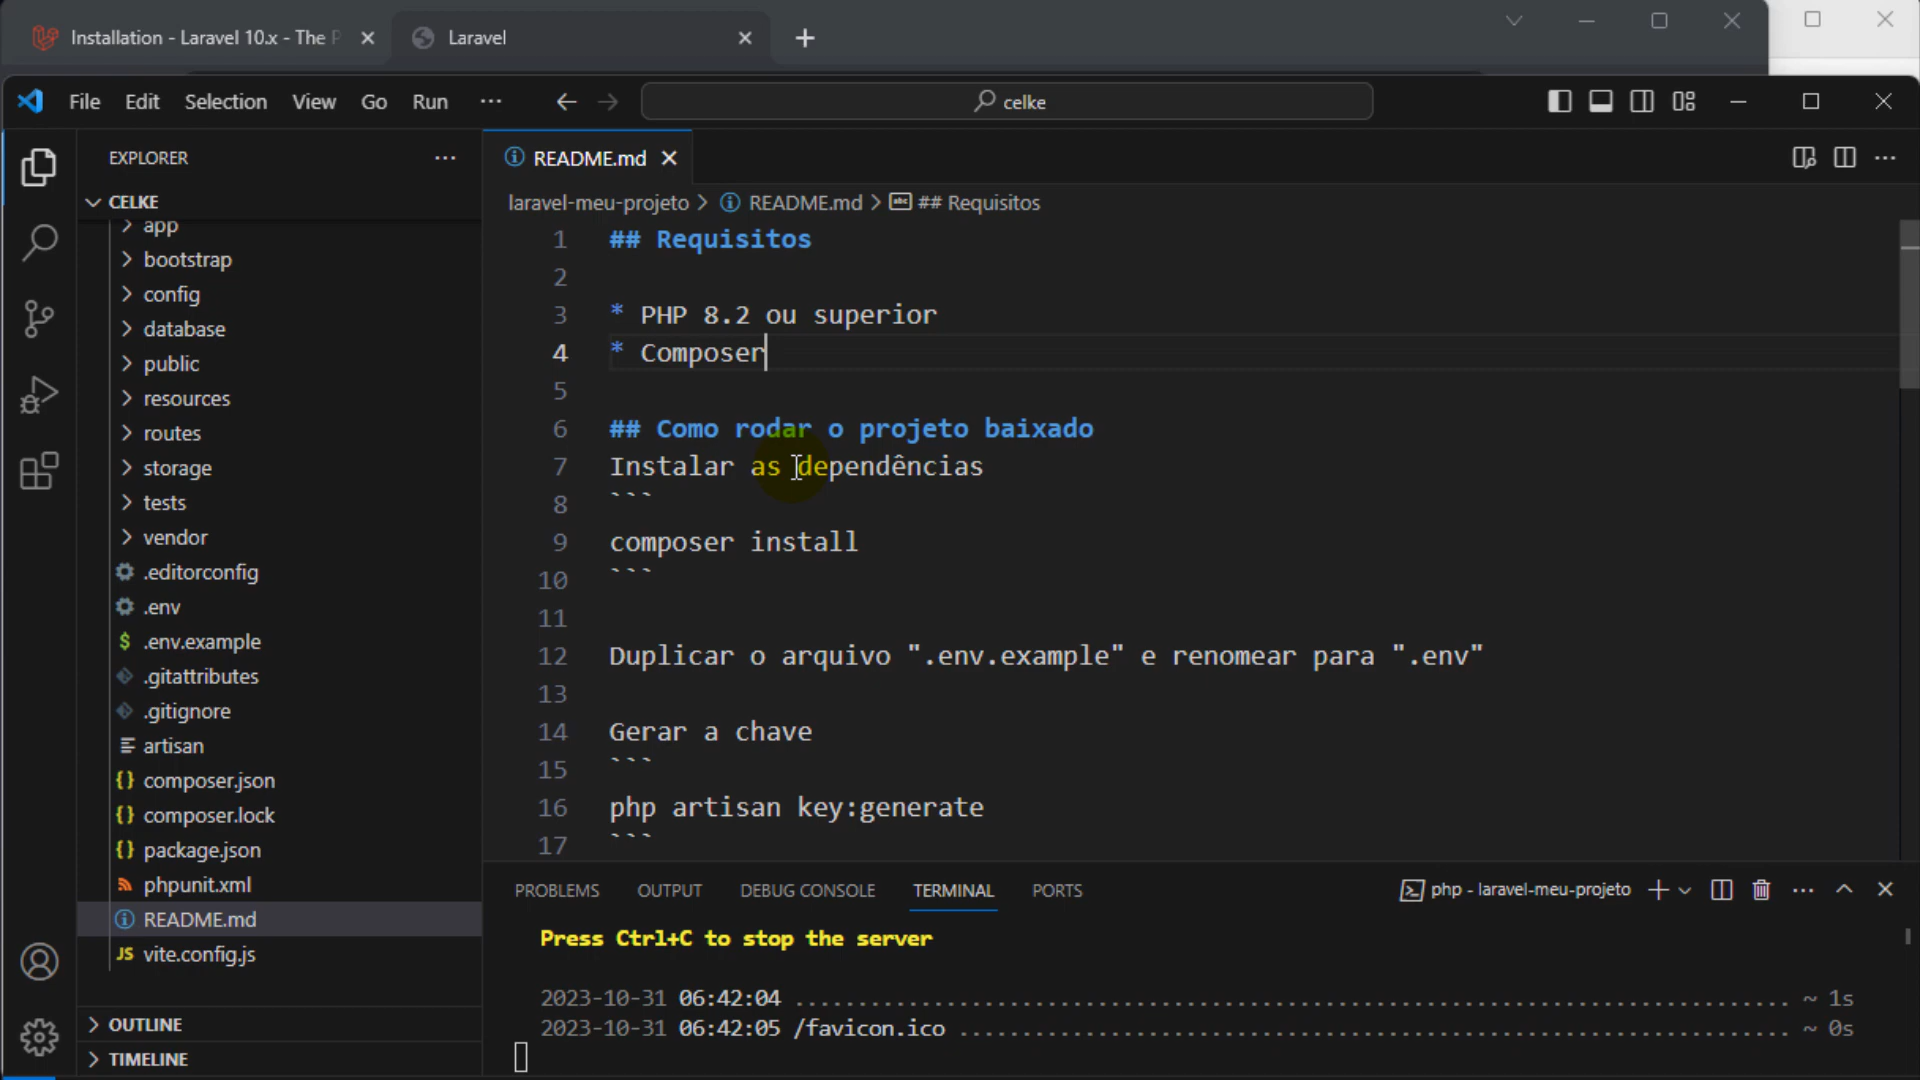 Installation - Laravel 10.x - The P
Laravel
File Edit Selection View Go Run ...
celke
EXPLORER
CELKE
app
bootstrap
config
database
public
resources
routes
storage
tests
vendor
.editorconfig
.env
.env.example
.gitattributes
.gitignore
artisan
composer.json
composer.lock
package.json
phpunit.xml
README.md
vite.config.js
OUTLINE
TIMELINE
README.md
laravel-meu-projeto > README.md > ## Requisitos
1 ## Requisitos
2
3 * PHP 8.2 ou superior
4 * Composer
5
6 ## Como rodar o projeto baixado
7 Instalar as dependências
8 ```
9 composer install
10 ```
11
12 Duplicar o arquivo ".env.example" e renomear para ".env"
13
14 Gerar a chave
15 ```
16 php artisan key:generate
17 ```
PROBLEMS OUTPUT DEBUG CONSOLE TERMINAL PORTS
php - laravel-meu-projeto
Press Ctrl+C to stop the server
2023-10-31 06:42:04 ........................................ ~ 1s
2023-10-31 06:42:05 /favicon.ico ........................................ ~ 0s